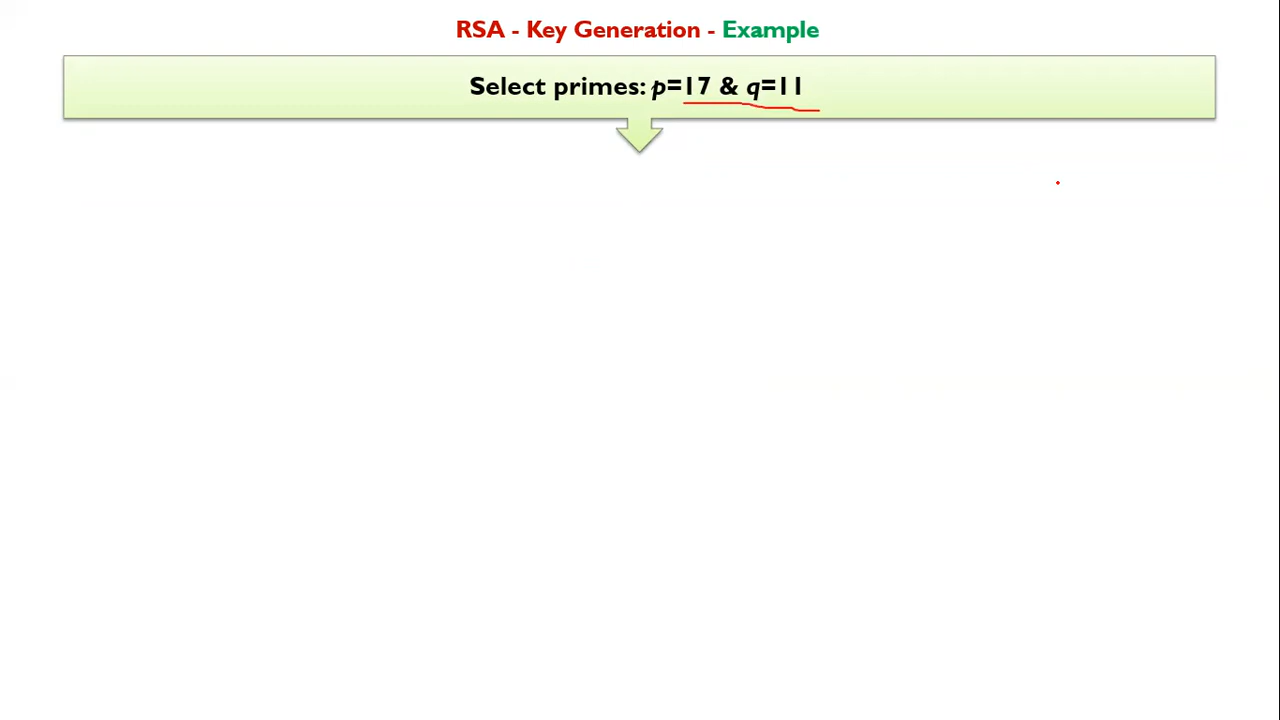 RSA - Key Generation - Example
Select primes: p=17 & q=11